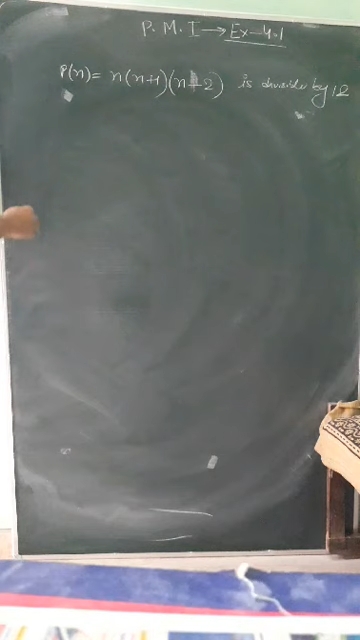 P. M. I → Ex-4.1
P(n) = n(n+1)(n+2) is divisible by 12